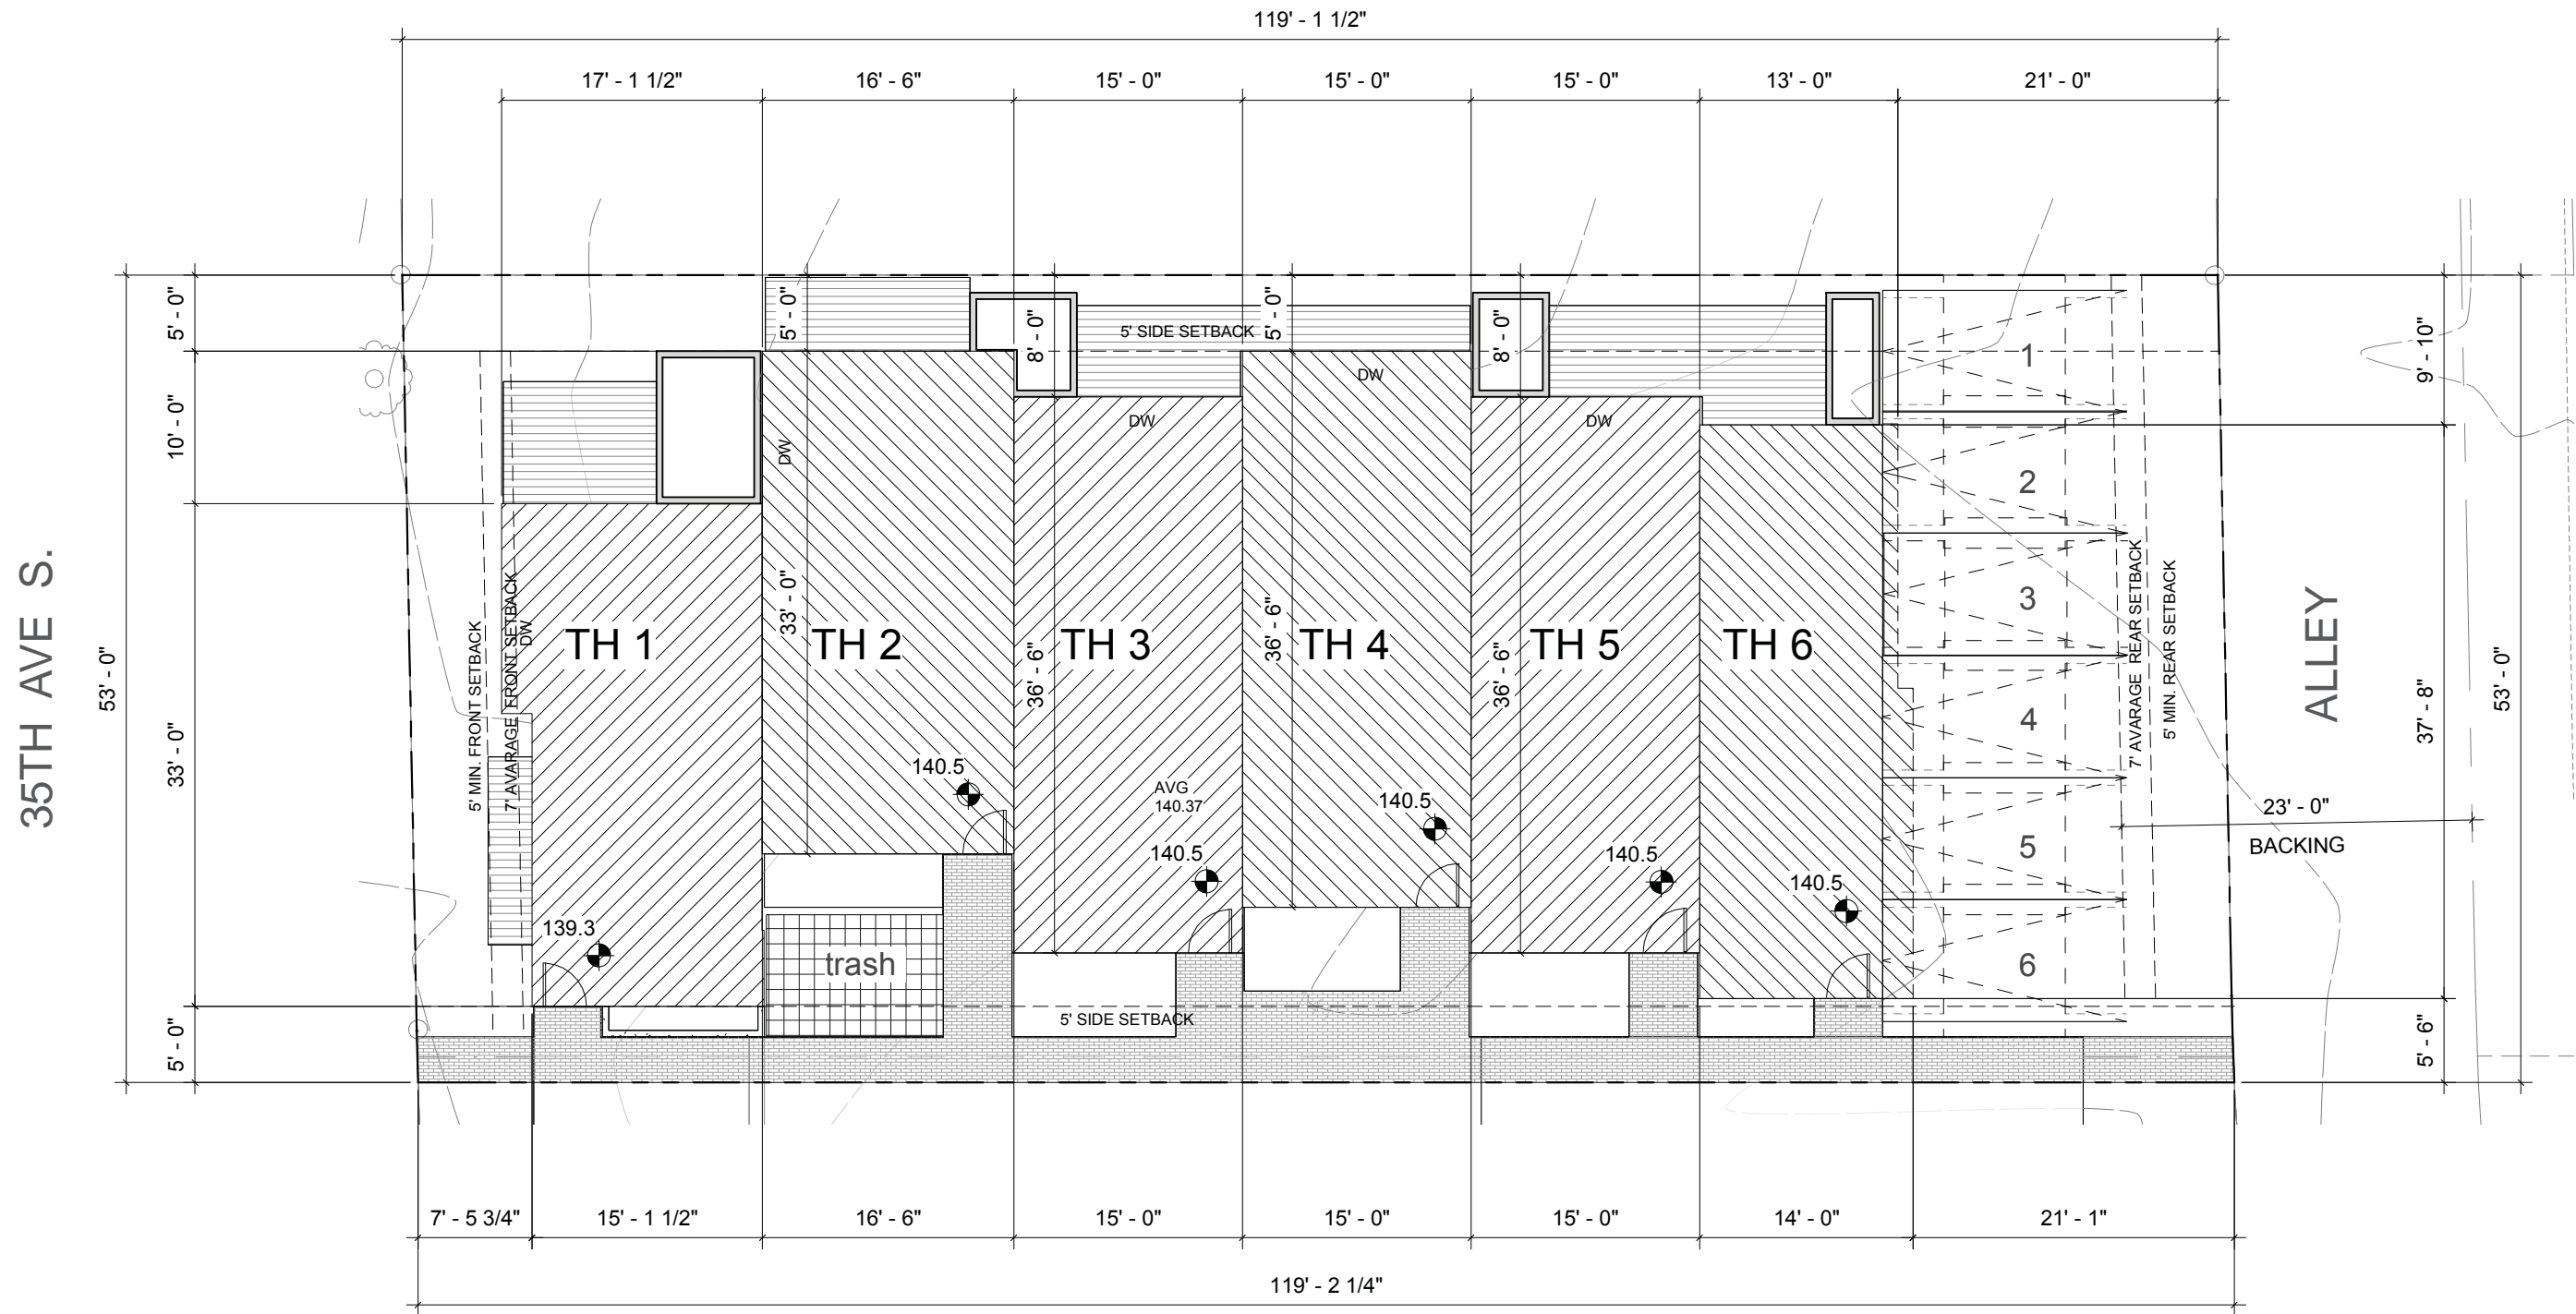 119' - 1 1/2"
17' - 1 1/2"
16' - 6"
15' - 0"
15' - 0"
15' - 0"
13' - 0"
21' - 0"
35TH AVE S.
53' - 0"
5' - 0"
10' - 0"
33' - 0"
5' - 0"
5' MIN. FRONT SETBACK
7' AVARAGE FRONT SETBACK
DW
TH 1
139.3
5' - 0"
DW
33' - 0"
TH 2
140.5
trash
8' - 0"
5' SIDE SETBACK
DW
36' - 6"
TH 3
AVG
140.37
140.5
5' SIDE SETBACK
5' - 0"
DW
36' - 6"
TH 4
140.5
8' - 0"
DW
36' - 6"
TH 5
140.5
TH 6
140.5
1
2
3
4
5
6
7' AVARAGE REAR SETBACK
5' MIN. REAR SETBACK
ALLEY
23' - 0"
BACKING
9' - 10"
37' - 8"
5' - 6"
53' - 0"
7' - 5 3/4"
15' - 1 1/2"
16' - 6"
15' - 0"
15' - 0"
15' - 0"
14' - 0"
21' - 1"
119' - 2 1/4"